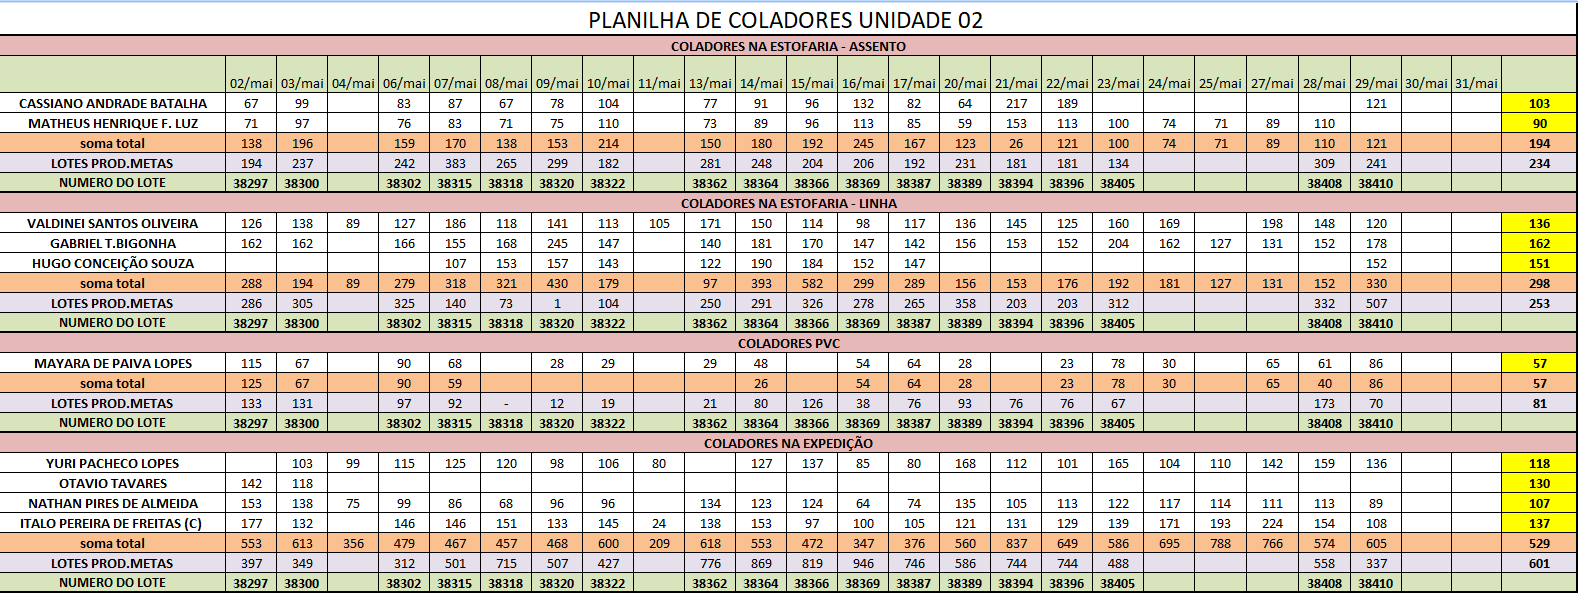 PLANILHA DE COLADORES UNIDADE 02
COLADORES NA ESTOFARIA - ASSENTO
02/mai 03/mai 04/mai 06/mai 07/mai 08/mai 09/mai 10/mai 11/mai 13/mai 14/mai 15/mai 16/mai 17/mai 20/mai 21/mai 22/mai 23/mai 24/mai 25/mai 27/mai 28/mai 29/mai 30/mai 31/mai
CASSIANO ANDRADE BATALHA 67 99 83 87 67 78 104 77 91 96 132 82 64 217 189 121 103
MATHEUS HENRIQUE F. LUZ 71 97 76 83 71 75 110 73 89 96 113 85 59 153 113 100 74 71 89 110 90
soma total 138 196 159 170 138 153 214 150 180 192 245 167 123 26 121 100 74 71 89 110 121 194
LOTES PROD.METAS 194 237 242 383 265 299 182 281 248 204 206 192 231 181 181 134 309 241 234
NUMERO DO LOTE 38297 38300 38302 38315 38318 38320 38322 38362 38364 38366 38369 38387 38389 38394 38396 38405 38408 38410
COLADORES NA ESTOFARIA - LINHA
VALDINEI SANTOS OLIVEIRA 126 138 89 127 186 118 141 113 105 171 150 114 98 117 136 145 125 160 169 198 148 120 136
GABRIEL T.BIGONHA 162 162 166 155 168 245 147 140 181 170 147 142 156 153 152 204 162 127 131 152 178 162
HUGO CONCEIÇÃO SOUZA 107 153 157 143 122 190 184 152 147 152 151
soma total 288 194 89 279 318 321 430 179 97 393 582 299 289 156 153 176 192 181 127 131 152 330 298
LOTES PROD.METAS 286 305 325 140 73 1 104 250 291 326 278 265 358 203 203 312 332 507 253
NUMERO DO LOTE 38297 38300 38302 38315 38318 38320 38322 38362 38364 38366 38369 38387 38389 38394 38396 38405 38408 38410
COLADORES PVC
MAYARA DE PAIVA LOPES 115 67 90 68 28 29 29 48 54 64 28 23 78 30 65 61 86 57
soma total 125 67 90 59 26 54 64 28 23 78 30 65 40 86 57
LOTES PROD.METAS 133 131 97 92 - 12 19 21 80 126 38 76 93 76 76 67 173 70 81
NUMERO DO LOTE 38297 38300 38302 38315 38318 38320 38322 38362 38364 38366 38369 38387 38389 38394 38396 38405 38408 38410
COLADORES NA EXPEDIÇÃO
YURI PACHECO LOPES 103 99 115 125 120 98 106 80 127 137 85 80 168 112 101 165 104 110 142 159 136 118
OTAVIO TAVARES 142 118 130
NATHAN PIRES DE ALMEIDA 153 138 75 99 86 68 96 96 134 123 124 64 74 135 105 113 122 117 114 111 113 89 107
ITALO PEREIRA DE FREITAS (C) 177 132 146 146 151 133 145 24 138 153 97 100 105 121 131 129 139 171 193 224 154 108 137
soma total 553 613 356 479 467 457 468 600 209 618 553 472 347 376 560 837 649 586 695 788 766 574 605 529
LOTES PROD.METAS 397 349 312 501 715 507 427 776 869 819 946 746 586 744 744 488 558 337 601
NUMERO DO LOTE 38297 38300 38302 38315 38318 38320 38322 38362 38364 38366 38369 38387 38389 38394 38396 38405 38408 38410